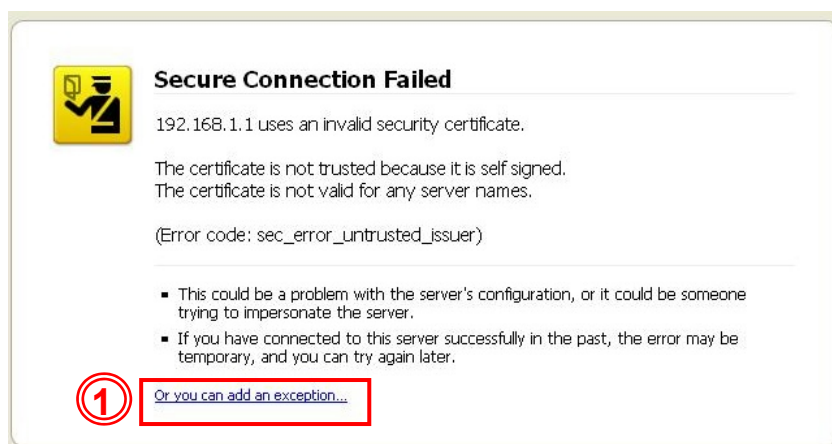 Secure Connection Failed
192.168.1.1 uses an invalid security certificate.
The certificate is not trusted because it is self signed.
The certificate is not valid for any server names.
(Error code: sec_error_untrusted_issuer)
▪ This could be a problem with the server's configuration, or it could be someone
trying to impersonate the server.
▪ If you have connected to this server successfully in the past, the error may be
temporary, and you can try again later.
1 Or you can add an exception...